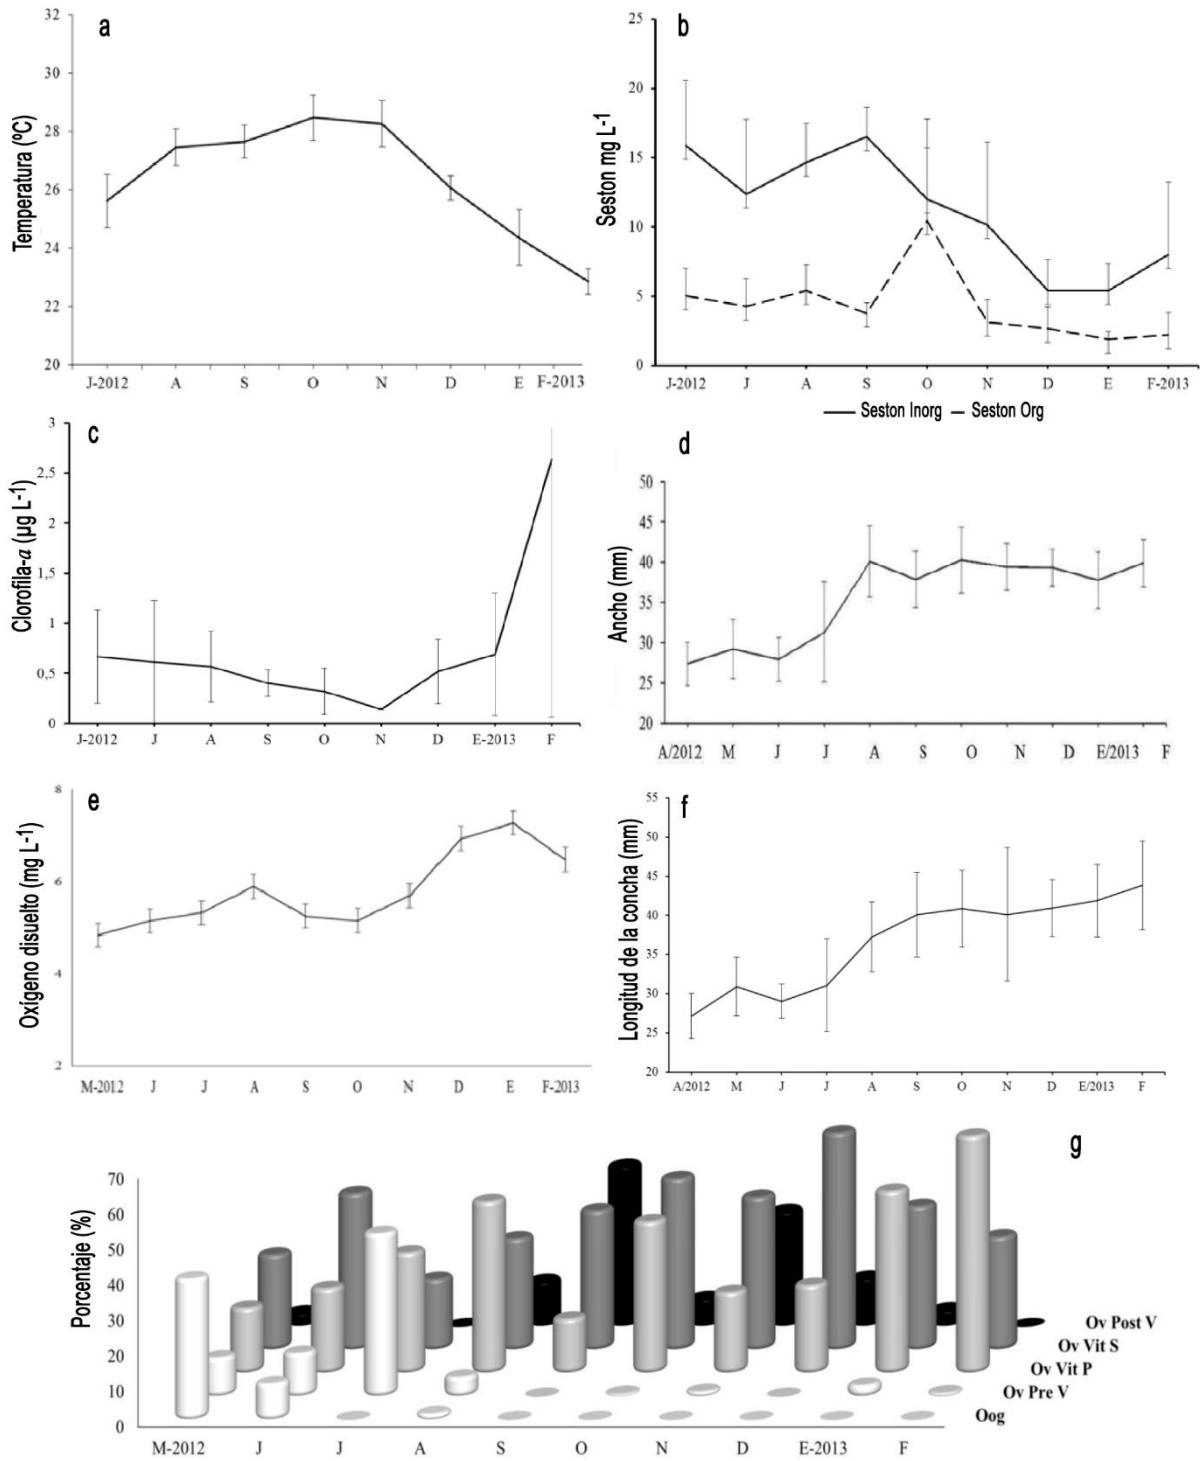 a
Temperatura (ºC)
32
30
28
26
24
22
20
J-2012 A S O N D E F-2013
b
Seston mg L-1
25
20
15
10
5
0
J-2012 J A S O N D E F-2013
Seston Inorg Seston Org
c
Clorofila-a (µg L-1)
3
2,5
2
1,5
1
0,5
0
J-2012 J A S O N D E-2013 F
d
Ancho (mm)
50
45
40
35
30
25
20
A/2012 M J J A S O N D E/2013 F
e
Oxígeno disuelto (mg L-1)
8
6
4
2
M-2012 J J A S O N D E F-2013
f
Longitud de la concha (mm)
55
50
45
40
35
30
25
20
A/2012 M J J A S O N D E/2013 F
g
Porcentaje (%)
70
60
50
40
30
20
10
0
Ov Post V
Ov Vit S
Ov Vit P
Ov Pre V
Oog
M-2012 J J A S O N D E-2013 F